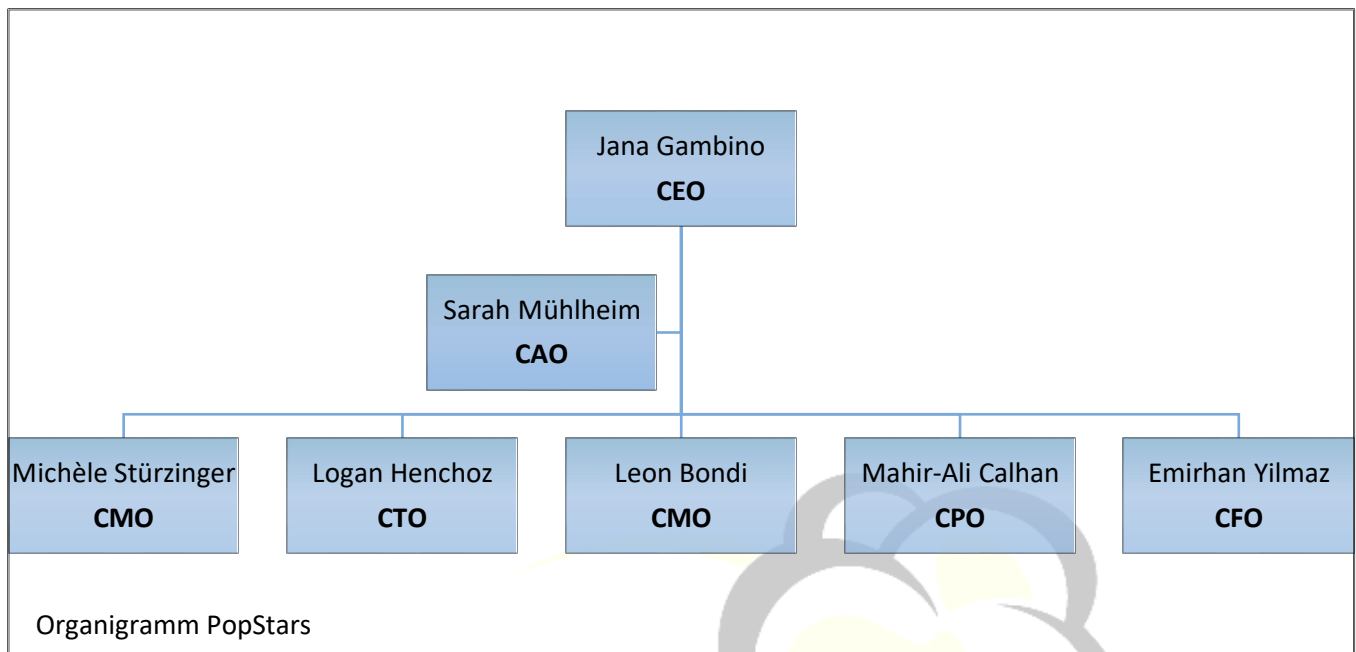 Jana Gambino
CEO
Sarah Mühlheim
CAO
Michèle Stürzinger
CMO
Logan Henchoz
CTO
Leon Bondi
CMO
Mahir-Ali Calhan
CPO
Emirhan Yilmaz
CFO
Organigramm PopStars